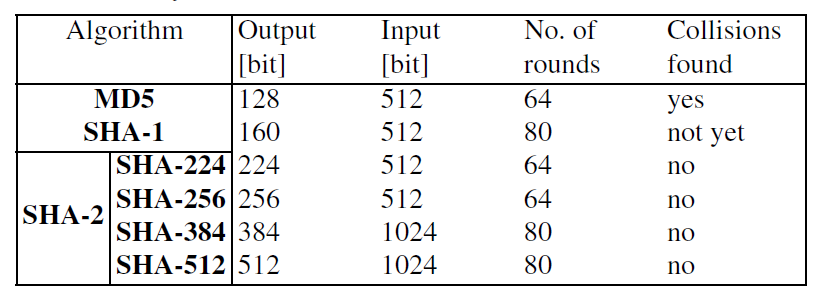 Algorithm Output Input No. of Collisions
[bit] [bit] rounds found
MD5 128 512 64 yes
SHA-1 160 512 80 not yet
SHA-224 224 512 64 no
SHA-256 256 512 64 no
SHA-2
SHA-384 384 1024 80 no
SHA-512 512 1024 80 no